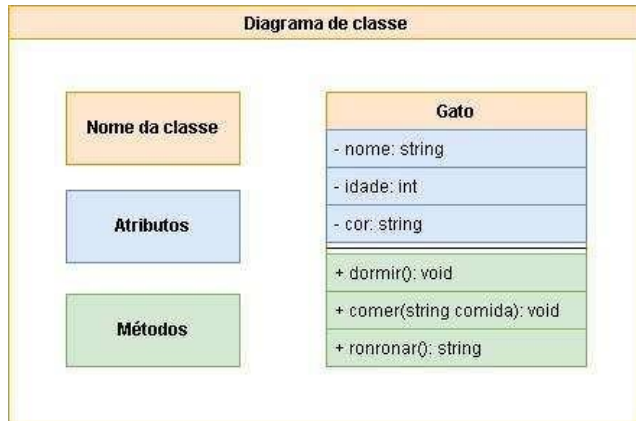 Diagrama de classe
Nome da classe
Atributos
Métodos
Gato
- nome: string
- idade: int
- cor: string
+ dormir(): void
+ comer(string comida): void
+ ronronar(): string